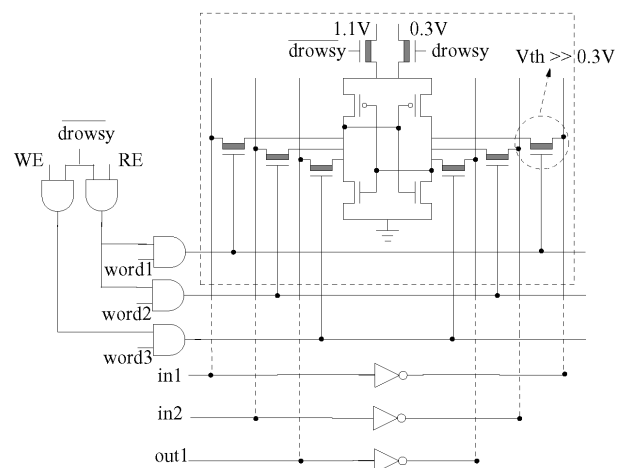 1.1V 0.3V
drowsy drowsy
Vth >> 0.3V
drowsy
WE RE
word1
word2
word3
in1
in2
out1